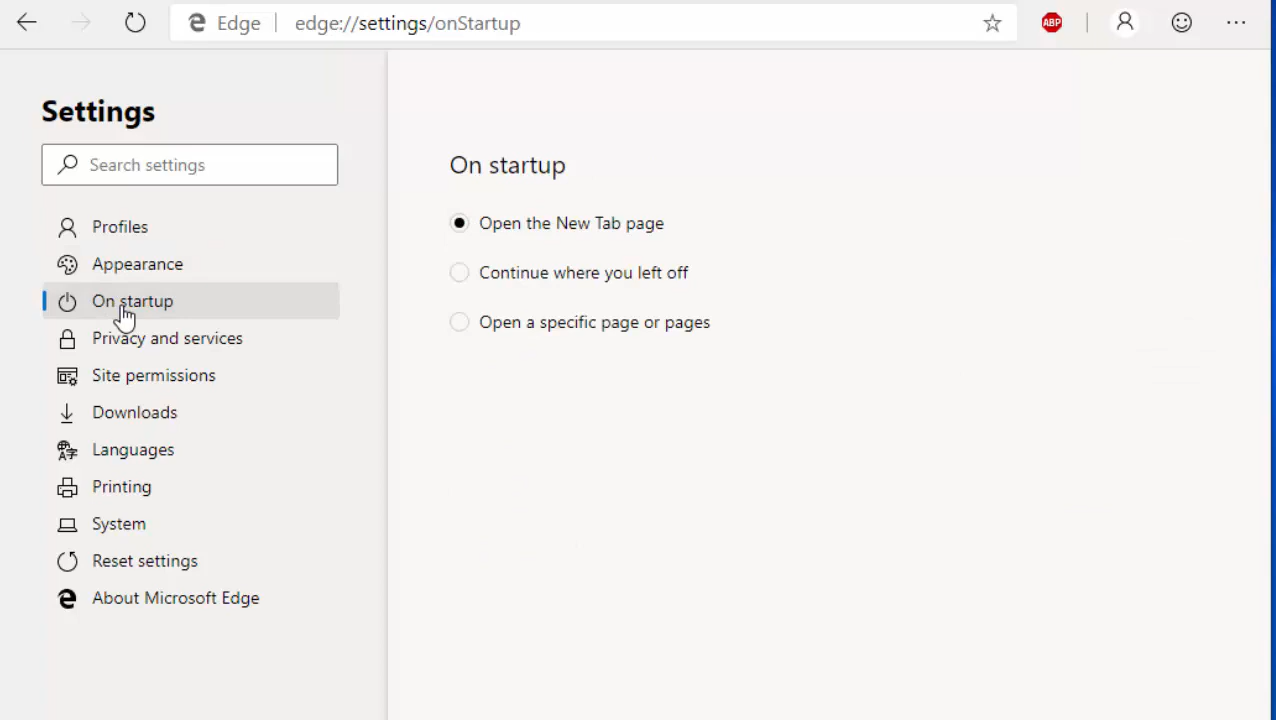 Edge
edge://settings/onStartup
ABP
Settings
Search settings
Profiles
Appearance
On startup
Privacy and services
Site permissions
Downloads
Languages
Printing
System
Reset settings
About Microsoft Edge
On startup
Open the New Tab page
Continue where you left off
Open a specific page or pages